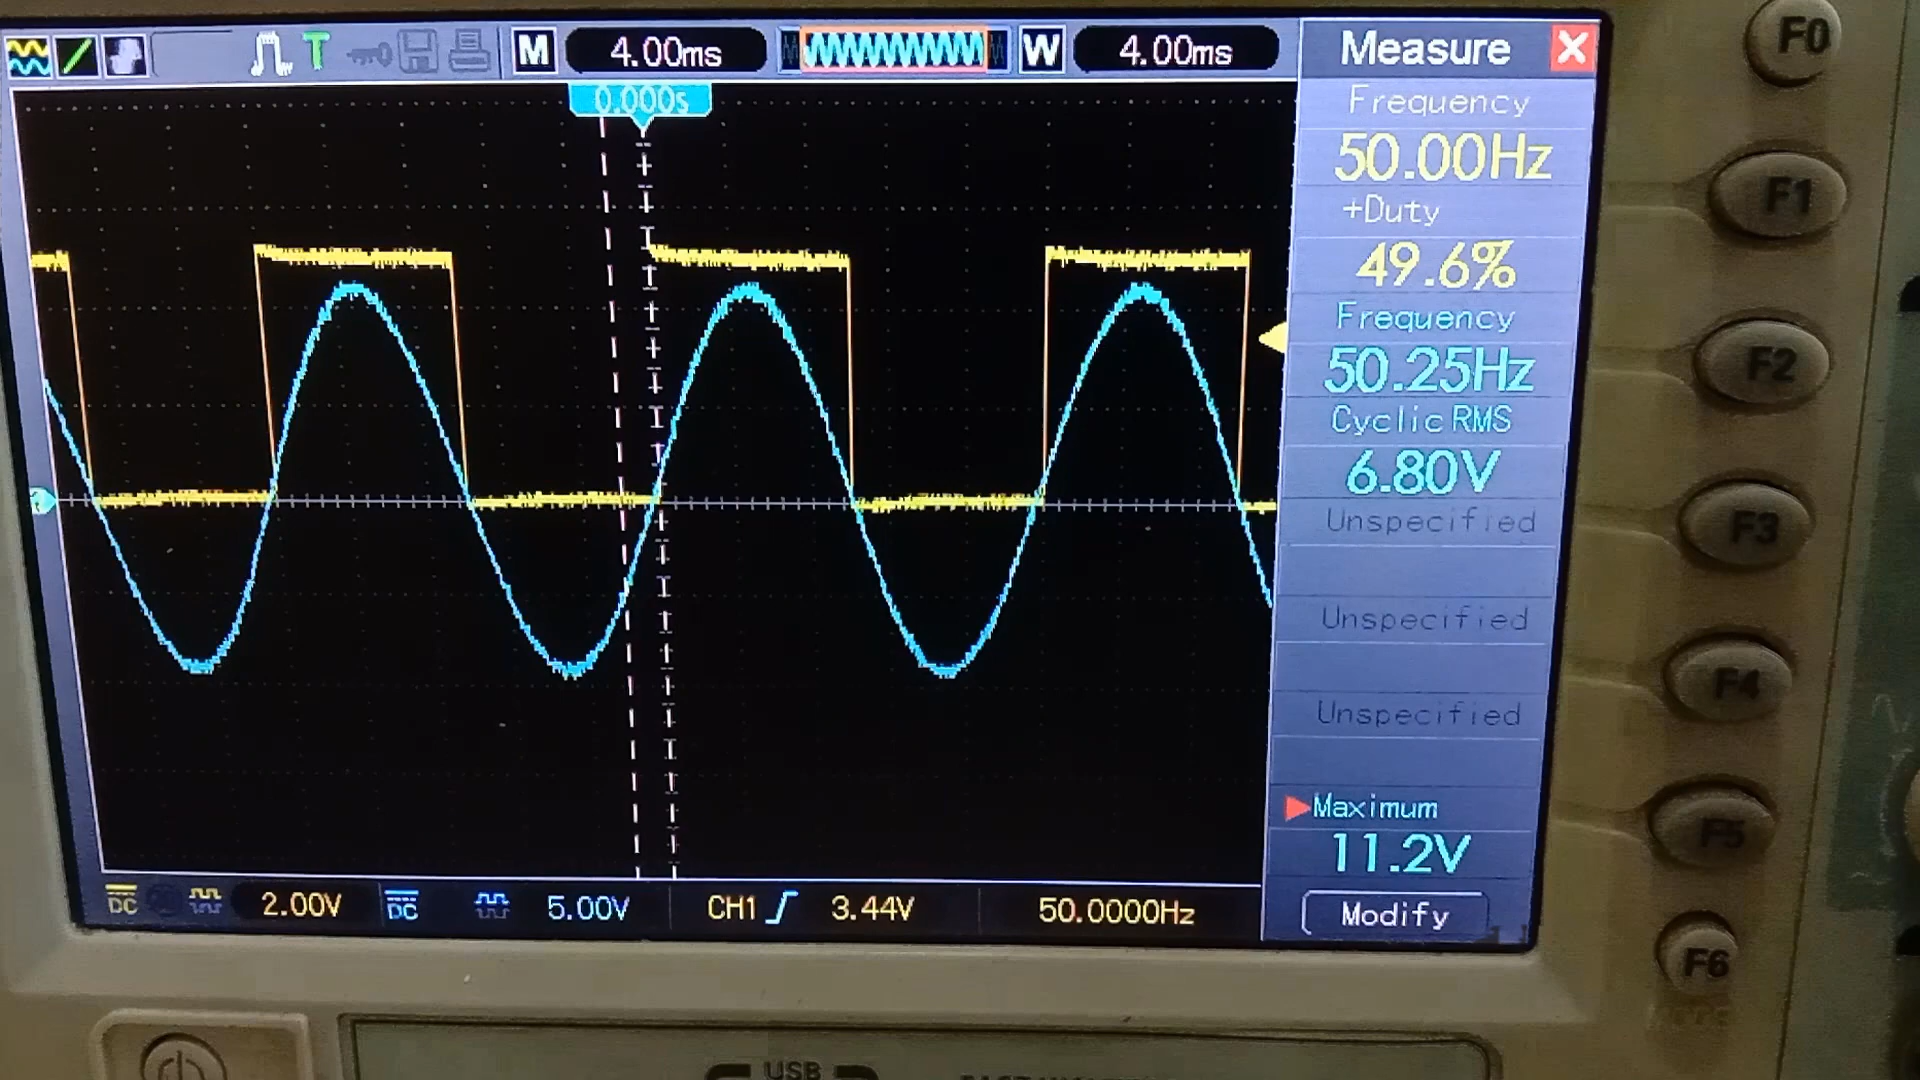 M 4.00ms W 4.00ms Measure
0.000s
Frequency
50.00Hz
+Duty
49.6%
Frequency
50.25Hz
Cyclic RMS
6.80V
Unspecified
Unspecified
Unspecified
Maximum
11.2V
Modify
DC 2.00V DC 5.00V CH1 3.44V 50.0000Hz
F0
F1
F2
F3
F4
F5
F6
USB